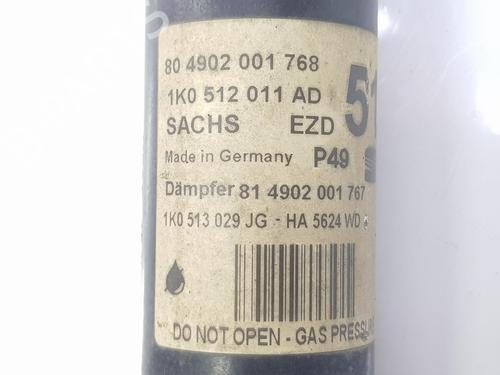 80 4902 001 768
1K0 512 011 AD
SACHS EZD 51
Made in Germany P49
Dämpfer 81 4902 001 767
1K0 513 029 JG - HA 5624 WD
DO NOT OPEN - GAS